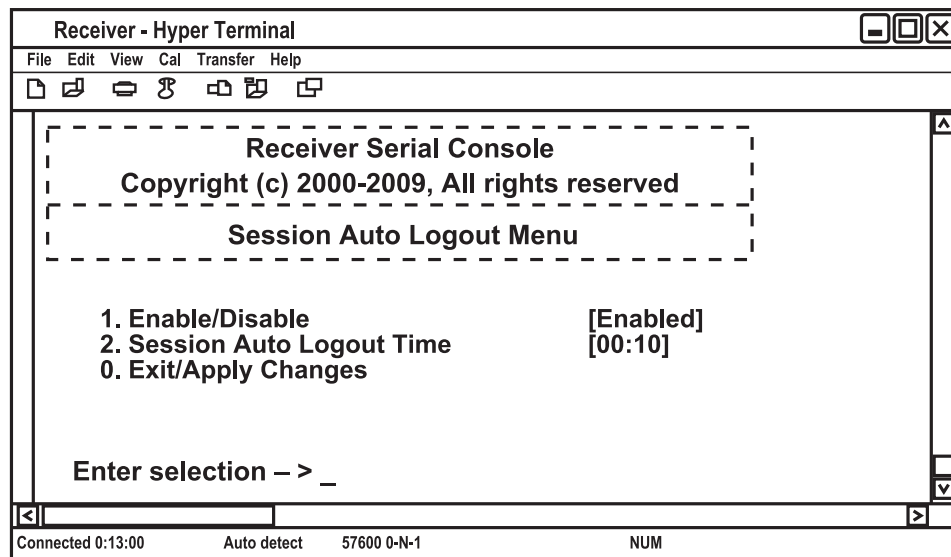 Receiver - Hyper Terminal
File Edit View Cal Transfer Help
Receiver Serial Console
Copyright (c) 2000-2009, All rights reserved
Session Auto Logout Menu
1. Enable/Disable [Enabled]
2. Session Auto Logout Time [00:10]
0. Exit/Apply Changes
Enter selection – > _
Connected 0:13:00 Auto detect 57600 0-N-1 NUM